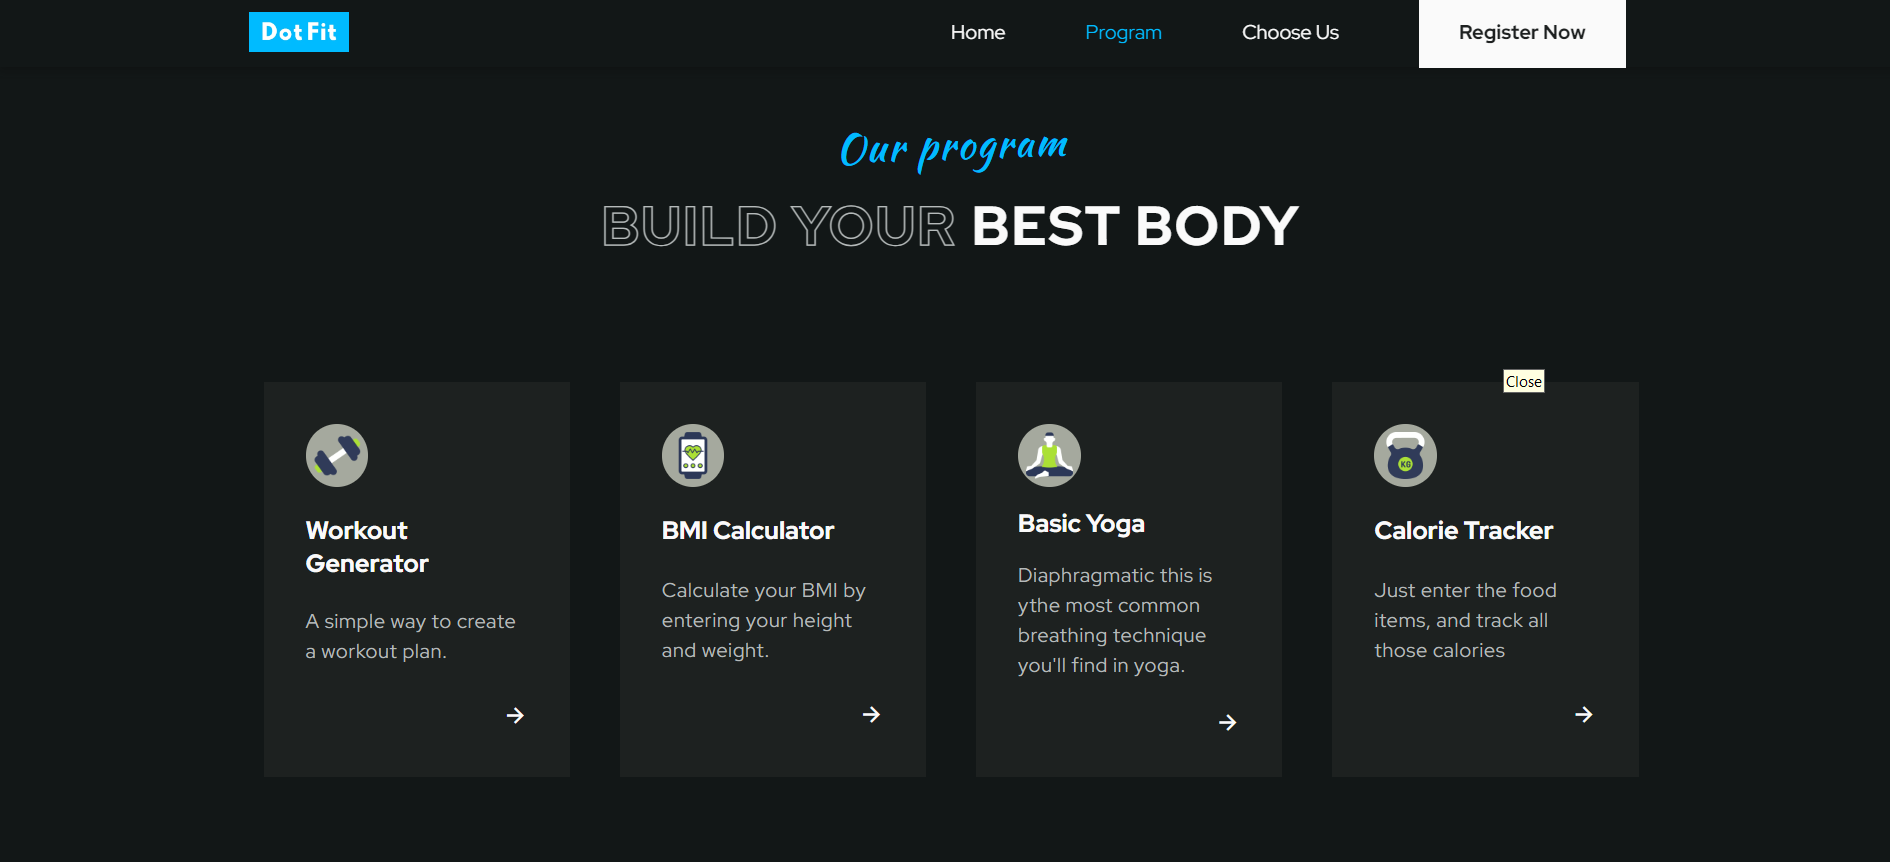 Dot Fit
Home
Program
Choose Us
Register Now
Our program
BUILD YOUR BEST BODY
Close
Workout
Generator
A simple way to create
a workout plan.
BMI Calculator
Calculate your BMI by
entering your height
and weight.
Basic Yoga
Diaphragmatic this is
ythe most common
breathing technique
you'll find in yoga.
KG
Calorie Tracker
Just enter the food
items, and track all
those calories